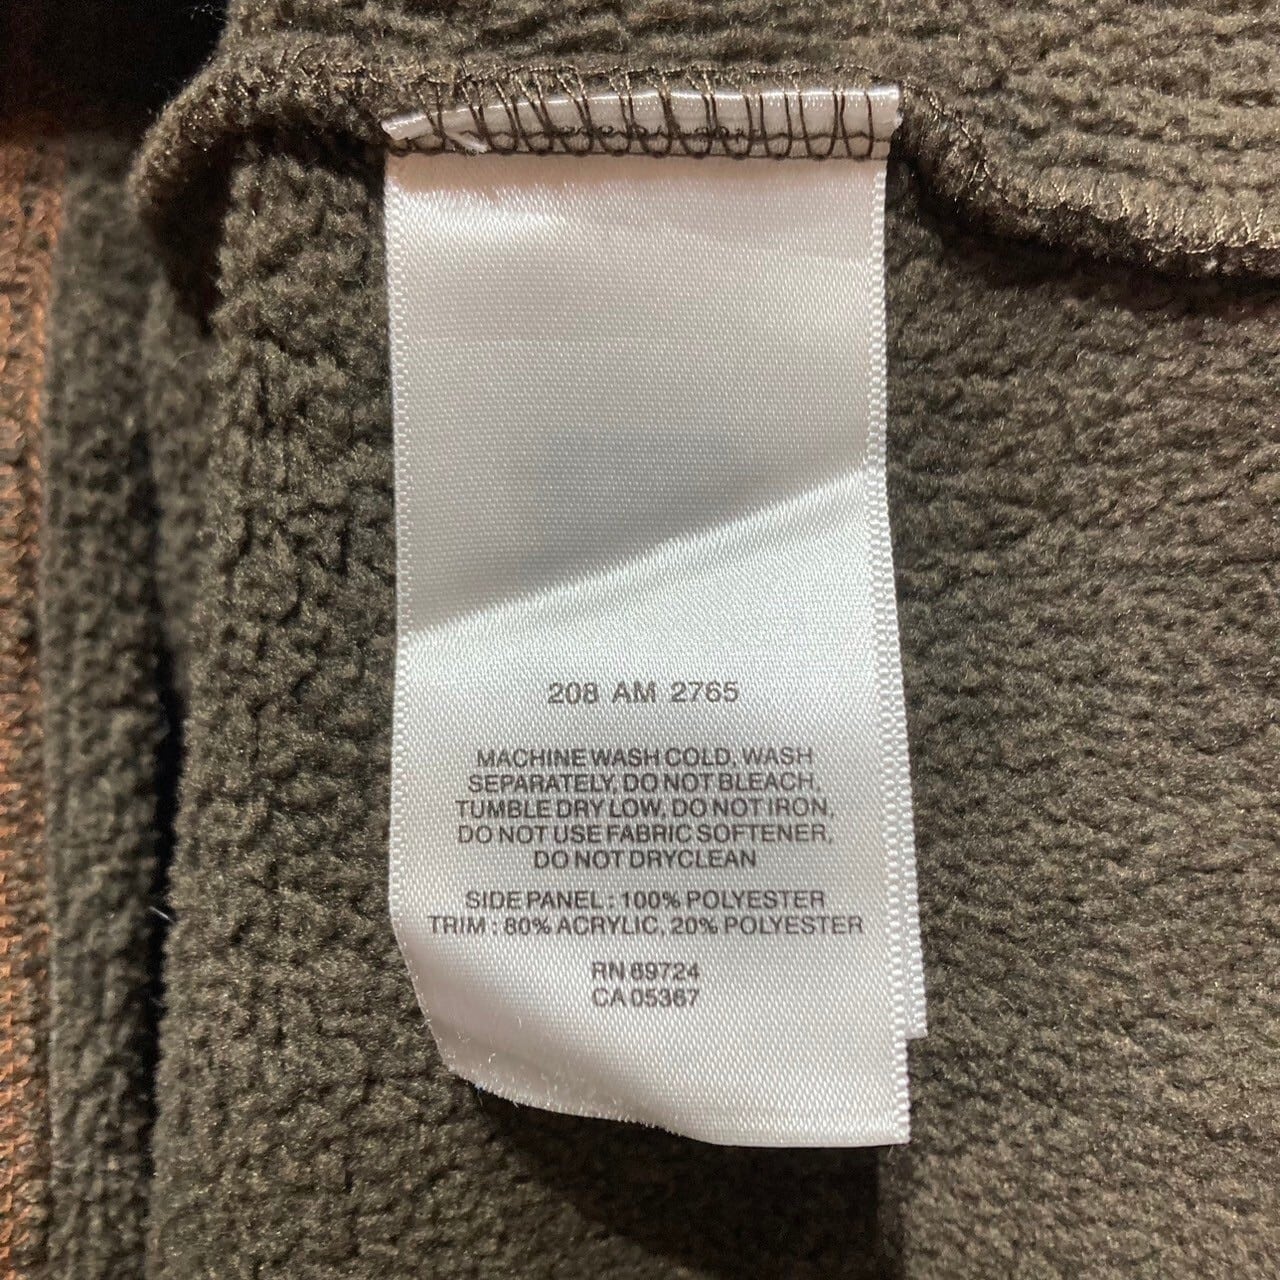 208 AM 2765
MACHINE WASH COLD, WASH
SEPARATELY, DO NOT BLEACH,
TUMBLE DRY LOW, DO NOT IRON,
DO NOT USE FABRIC SOFTENER,
DO NOT DRYCLEAN
SIDE PANEL : 100% POLYESTER
TRIM : 80% ACRYLIC, 20% POLYESTER
RN 89724
CA 05367